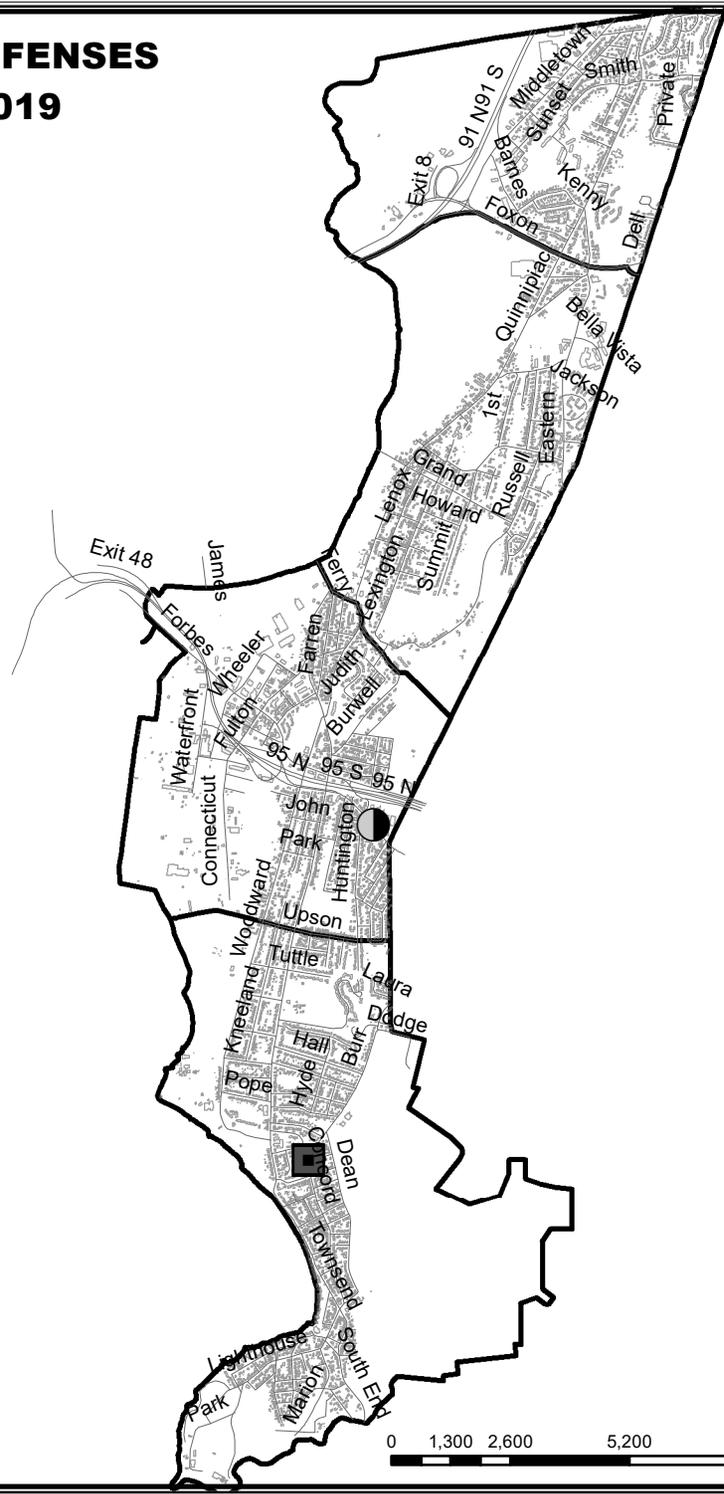 FENSES
019
Middletown
Smith
91 N
91 S
Sunset
Private
Exit 8
Barnes
Kenny
Foxon
Dell
Quinnipiac
Bella Vista
Jackson
1st
Eastern
Grand
Russell
Lenox
Howard
Summit
Exit 48
James
Terry
Lexington
Forbes
Farren
Wheeler
Judith
Burwell
Fulton
Waterfront
95 N
95 S
95 N
Connecticut
John
Park
Huntington
Woodward
Upson
Tuttle
Laura
Kneeland
Dodge
Hall
Burr
Pope
Hyde
Concord
Dean
Townsend
Lighthouse
South End
Marion
Park
0 1,300 2,600 5,200